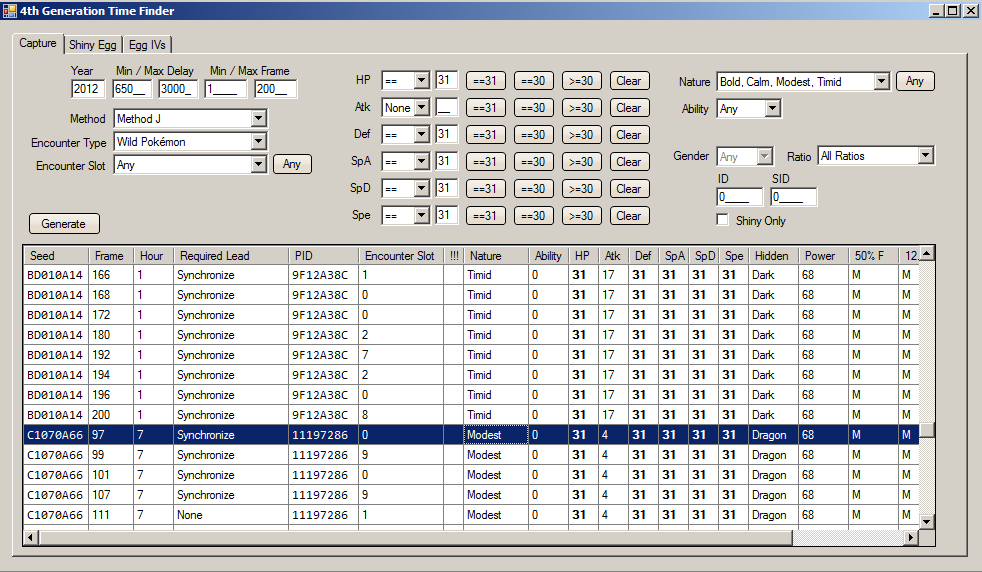 4th Generation Time Finder
Capture Shiny Egg Egg IVs
Year Min / Max Delay Min / Max Frame
2012 650__ 3000_ 1____ 200__
Method Method J
Encounter Type Wild Pokémon
Encounter Slot Any Any
Generate
HP == 31 ==31 ==30 >=30 Clear
Atk None __ ==31 ==30 >=30 Clear
Def == 31 ==31 ==30 >=30 Clear
SpA == 31 ==31 ==30 >=30 Clear
SpD == 31 ==31 ==30 >=30 Clear
Spe == 31 ==31 ==30 >=30 Clear
Nature Bold, Calm, Modest, Timid Any
Ability Any
Gender Any Ratio All Ratios
ID SID
0____ 0____
Shiny Only
Seed Frame Hour Required Lead PID Encounter Slot !!! Nature Ability HP Atk Def SpA SpD Spe Hidden Power 50% F 12
BD010A14 166 1 Synchronize 9F12A38C 1 Timid 0 31 17 31 31 31 31 Dark 68 M M
BD010A14 168 1 Synchronize 9F12A38C 0 Timid 0 31 17 31 31 31 31 Dark 68 M M
BD010A14 172 1 Synchronize 9F12A38C 0 Timid 0 31 17 31 31 31 31 Dark 68 M M
BD010A14 180 1 Synchronize 9F12A38C 2 Timid 0 31 17 31 31 31 31 Dark 68 M M
BD010A14 192 1 Synchronize 9F12A38C 7 Timid 0 31 17 31 31 31 31 Dark 68 M M
BD010A14 194 1 Synchronize 9F12A38C 2 Timid 0 31 17 31 31 31 31 Dark 68 M M
BD010A14 196 1 Synchronize 9F12A38C 0 Timid 0 31 17 31 31 31 31 Dark 68 M M
BD010A14 200 1 Synchronize 9F12A38C 8 Timid 0 31 17 31 31 31 31 Dark 68 M M
C1070A66 97 7 Synchronize 11197286 0 Modest 0 31 4 31 31 31 31 Dragon 68 M M
C1070A66 99 7 Synchronize 11197286 9 Modest 0 31 4 31 31 31 31 Dragon 68 M M
C1070A66 101 7 Synchronize 11197286 0 Modest 0 31 4 31 31 31 31 Dragon 68 M M
C1070A66 107 7 Synchronize 11197286 9 Modest 0 31 4 31 31 31 31 Dragon 68 M M
C1070A66 111 7 None 11197286 1 Modest 0 31 4 31 31 31 31 Dragon 68 M M